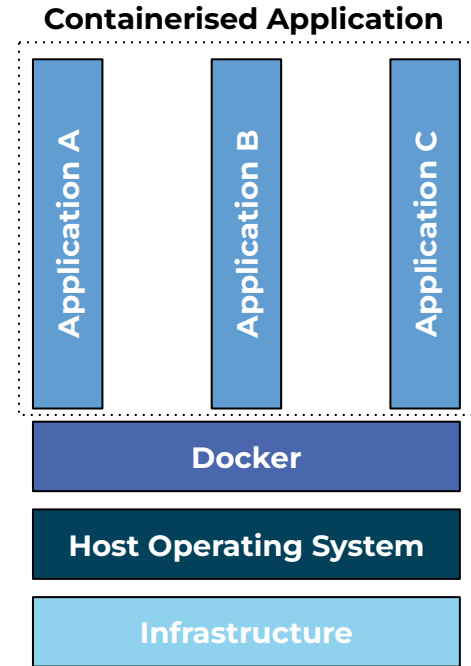 Containerised Application
Application A
Application B
Application C
Docker
Host Operating System
Infrastructure